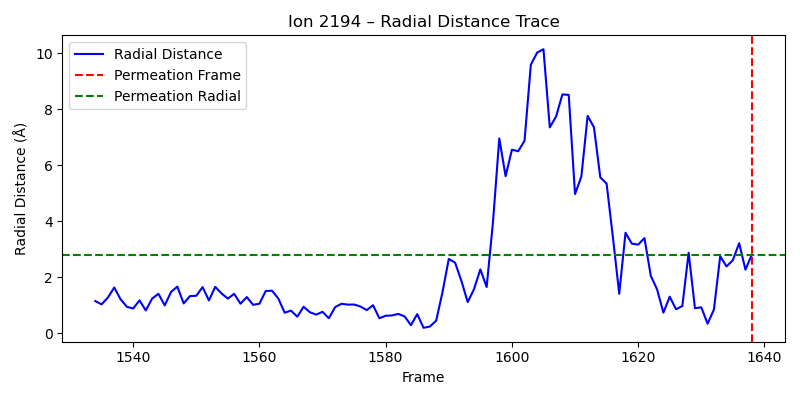 Ion 2194 – Radial Distance Trace
Radial Distance
Permeation Frame
Permeation Radial
Radial Distance (Å)
10
8
6
4
2
0
1540
1560
1580
1600
1620
1640
Frame